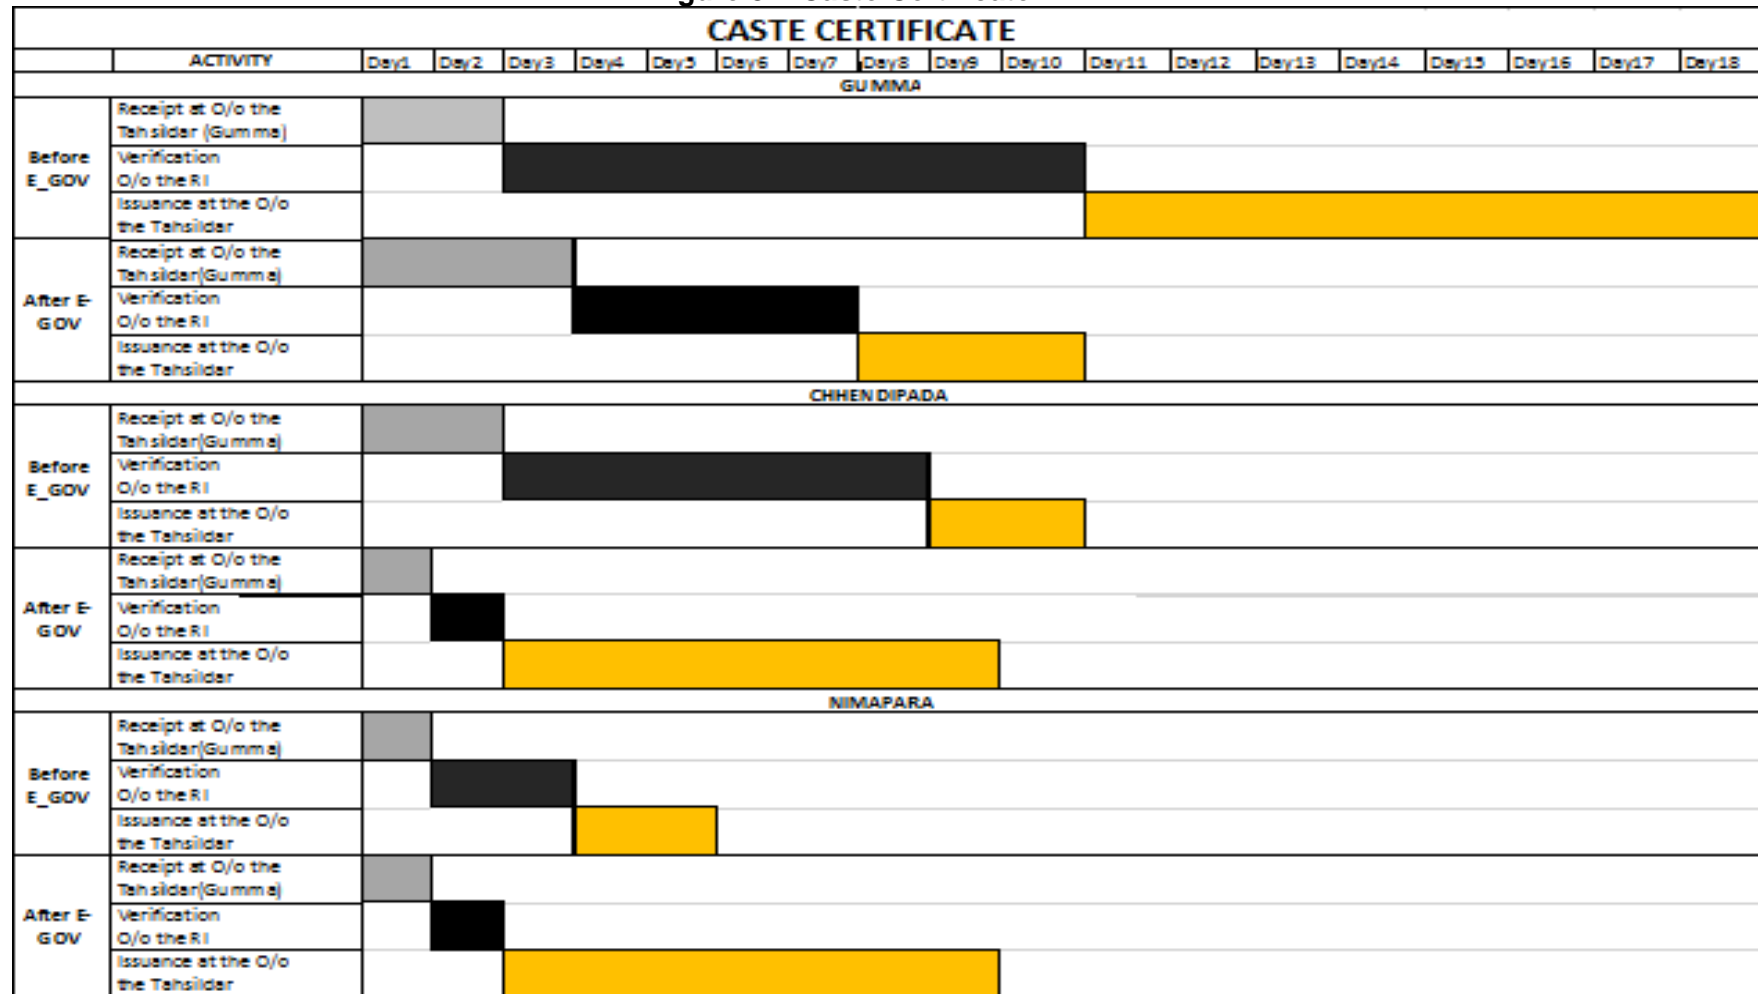 CASTE CERTIFICATE
ACTIVITY Day1 Day2 Day3 Day4 Day5 Day6 Day7 Day8 Day9 Day10 Day11 Day12 Day13 Day14 Day15 Day16 Day17 Day18
GUMMA
Before E_GOV
Receipt at O/o the
Tahsildar (Gumma)
Verification
O/o the RI
Issuance at the O/o
the Tahsildar
After E-GOV
Receipt at O/o the
Tahsildar(Gumma)
Verification
O/o the RI
Issuance at the O/o
the Tahsildar
CHHENDIPADA
Before E_GOV
Receipt at O/o the
Tahsildar(Gumma)
Verification
O/o the RI
Issuance at the O/o
the Tahsildar
After E-GOV
Receipt at O/o the
Tahsildar(Gumma)
Verification
O/o the RI
Issuance at the O/o
the Tahsildar
NIMAPARA
Before E_GOV
Receipt at O/o the
Tahsildar(Gumma)
Verification
O/o the RI
Issuance at the O/o
the Tahsildar
After E-GOV
Receipt at O/o the
Tahsildar(Gumma)
Verification
O/o the RI
Issuance at the O/o
the Tahsildar